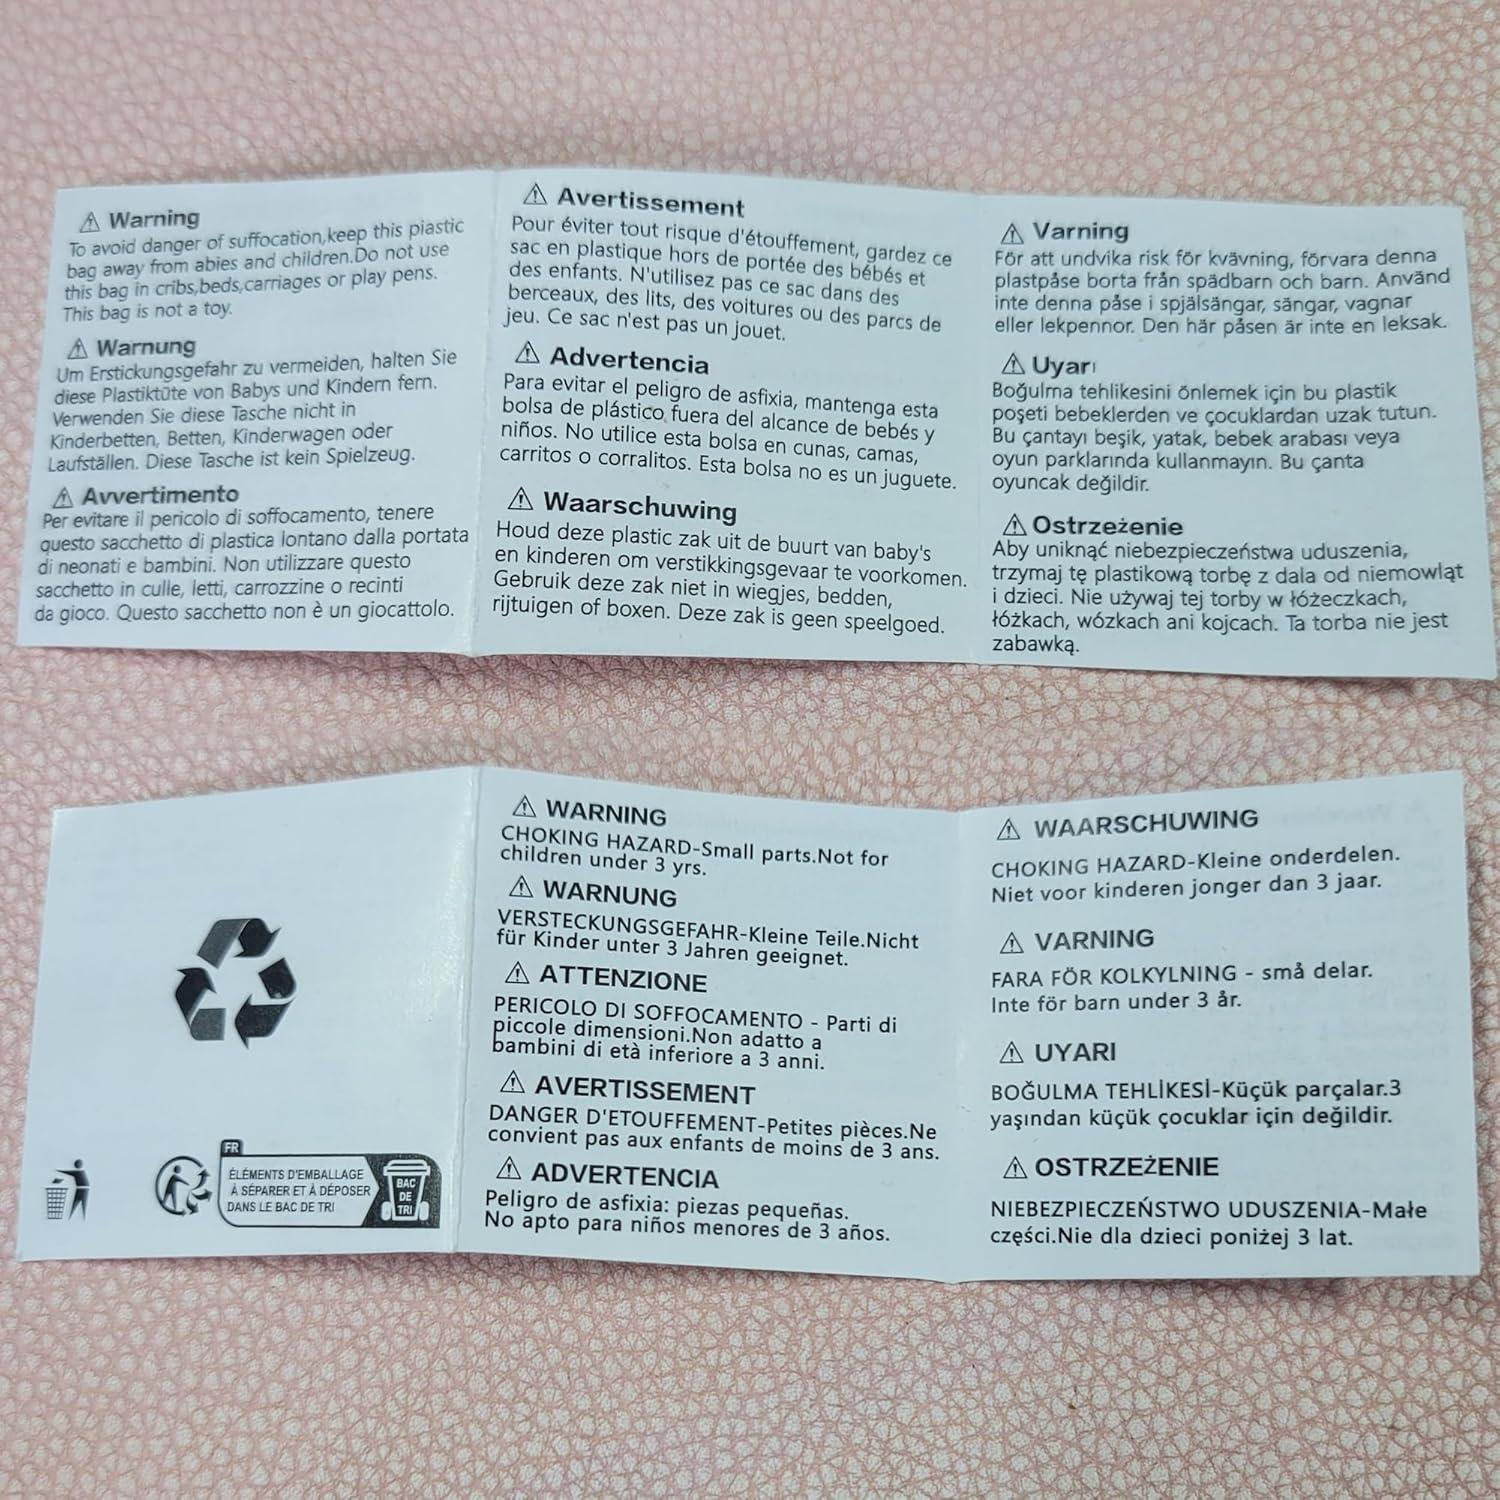 ⚠ Warning
To avoid danger of suffocation,keep this piastic
bag away from abies and children.Do not use
this bag in cribs,beds,carriages or play pens.
This bag is not a toy.
⚠ Warnung
Um Erstickungsgefahr zu vermeiden, halten Sie
diese Plastiktüte von Babys und Kindern fern.
Verwenden Sie diese Tasche nicht in
Kinderbetten, Betten, Kinderwagen oder
Laufställen. Diese Tasche ist kein Spielzeug.
⚠ Avvertimento
Per evitare il pericolo di soffocamento, tenere
questo sacchetto di plastica lontano dalla portata
di neonati e bambini. Non utilizzare questo
sacchetto in culle, letti, carrozzine o recinti
da gioco. Questo sacchetto non è un giocattolo.
⚠ Avertissement
Pour éviter tout risque d'étouffement, gardez ce
sac en plastique hors de portée des bébés et
des enfants. N'utilisez pas ce sac dans des
berceaux, des lits, des voitures ou des parcs de
jeu. Ce sac n'est pas un jouet.
⚠ Advertencia
Para evitar el peligro de asfixia, mantenga esta
bolsa de plástico fuera del alcance de bebés y
niños. No utilice esta bolsa en cunas, camas,
carritos o corralitos. Esta bolsa no es un juguete.
⚠ Waarschuwing
Houd deze plastic zak uit de buurt van baby's
en kinderen om verstikkingsgevaar te voorkomen.
Gebruik deze zak niet in wiegjes, bedden,
rijtuigen of boxen. Deze zak is geen speelgoed.
⚠ Varning
För att undvika risk för kvävning, förvara denna
plastpåse borta från spädbarn och barn. Använd
inte denna påse i spjälsängar, sängar, vagnar
eller lekpennor. Den här påsen är inte en leksak.
⚠ Uyarı
Boğulma tehlikesini önlemek için bu plastik
poşeti bebeklerden ve çocuklardan uzak tutun.
Bu çantayı beşik, yatak, bebek arabası veya
oyun parklarında kullanmayın. Bu çanta
oyuncak değildir.
⚠ Ostrzeżenie
Aby uniknąć niebezpieczeństwa uduszenia,
trzymaj tę plastikową torbę z dala od niemowląt
i dzieci. Nie używaj tej torby w łóżeczkach,
łóżkach, wózkach ani kojcach. Ta torba nie jest
zabawką.
FR
ÉLÉMENTS D'EMBALLAGE
À SÉPARER ET À DÉPOSER
DANS LE BAC DE TRI
BAC
DE
TRI
⚠ WARNING
CHOKING HAZARD-Small parts.Not for
children under 3 yrs.
⚠ WARNUNG
VERSTECKUNGSGEFAHR-Kleine Teile.Nicht
für Kinder unter 3 Jahren geeignet.
⚠ ATTENZIONE
PERICOLO DI SOFFOCAMENTO - Parti di
piccole dimensioni.Non adatto a
bambini di età inferiore a 3 anni.
⚠ AVERTISSEMENT
DANGER D'ETOUFFEMENT-Petites pièces.Ne
convient pas aux enfants de moins de 3 ans.
⚠ ADVERTENCIA
Peligro de asfixia: piezas pequeñas.
No apto para niños menores de 3 años.
⚠ WAARSCHUWING
CHOKING HAZARD-Kleine onderdelen.
Niet voor kinderen jonger dan 3 jaar.
⚠ VARNING
FARA FÖR KOLKYLNING - små delar.
Inte för barn under 3 år.
⚠ UYARI
BOĞULMA TEHLİKESİ-Küçük parçalar.3
yaşından küçük çocuklar için değildir.
⚠ OSTRZEŻENIE
NIEBEZPIECZEŃSTWO UDUSZENIA-Małe
części.Nie dla dzieci poniżej 3 lat.